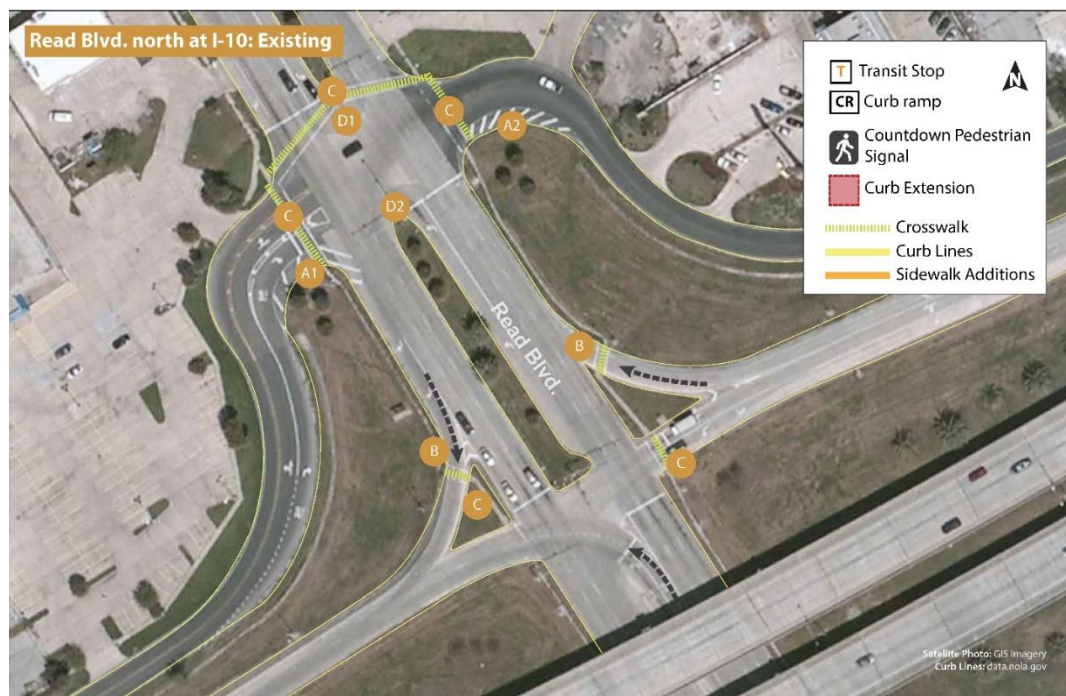 Read Blvd. north at I-10: Existing
T Transit Stop
CR Curb ramp
N
Countdown Pedestrian
Signal
Curb Extension
Crosswalk
Curb Lines
Sidewalk Additions
C
D1
C
A2
C
D2
A1
Read Blvd.
B
B
C
C
Satellite Photo: GIS Imagery
Curb Lines: data.nola.gov